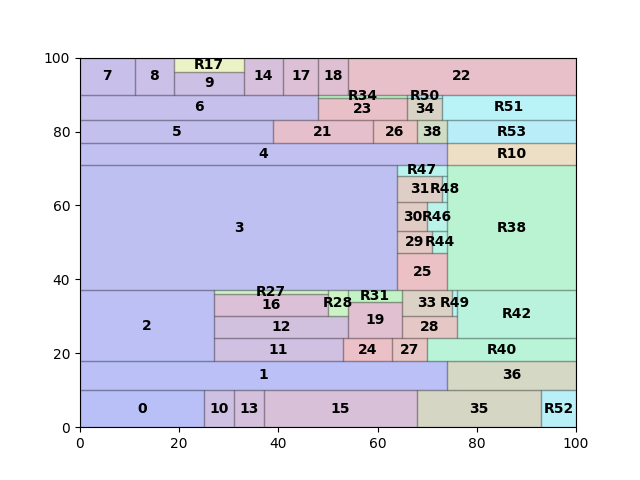 100
7 8 R17 14 17 18 22
9
R34 R50
6 23 34 R51
80
5 21 26 38 R53
4 R10
R47
31 R48
60
30 R46
3 R38
29 R44
25
40
R27 R31
16 R28 33 R49
R42
2 12 19 28
20
11 24 27 R40
1 36
0 10 13 15 35 R52
0
0 20 40 60 80 100